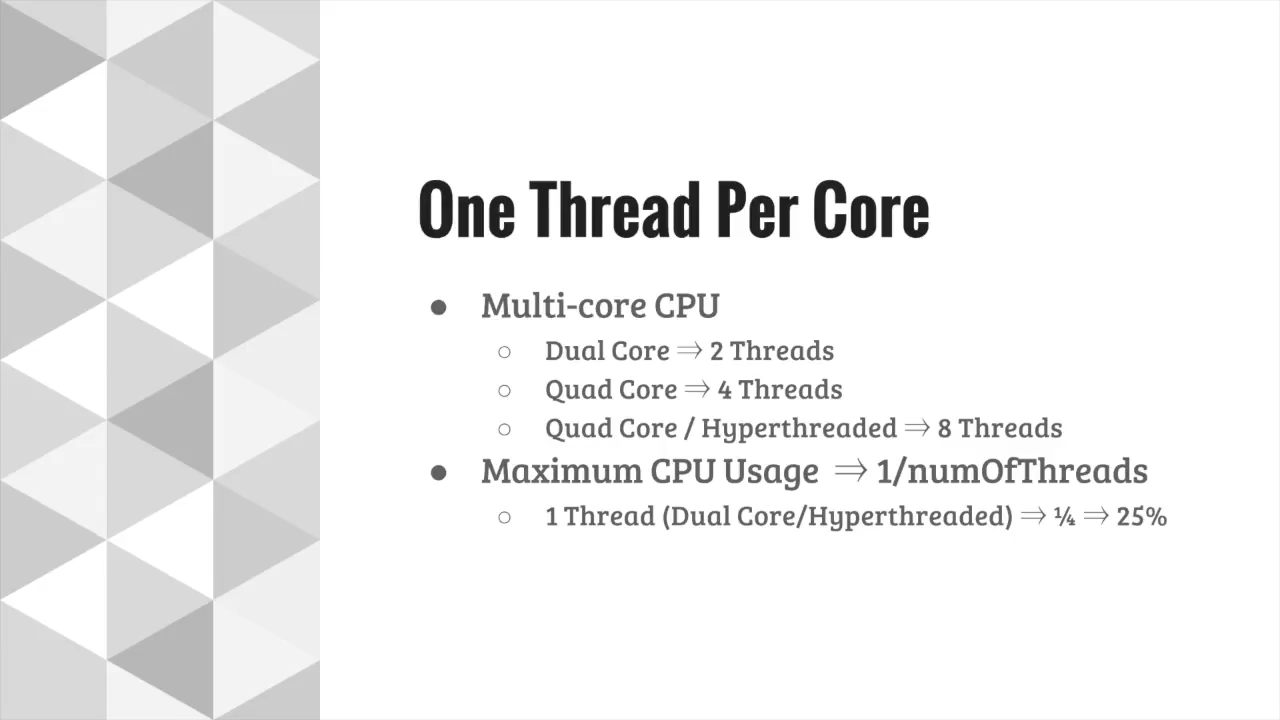 One Thread Per Core
● Multi-core CPU
○ Dual Core ⇒ 2 Threads
○ Quad Core ⇒ 4 Threads
○ Quad Core / Hyperthreaded ⇒ 8 Threads
● Maximum CPU Usage ⇒ 1/numOfThreads
○ 1 Thread (Dual Core/Hyperthreaded) ⇒ ¼ ⇒ 25%